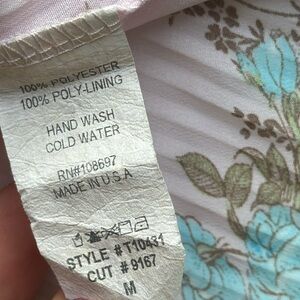 100% POLYESTER
100% POLY-LINING
HAND WASH
COLD WATER
RN#108697
MADE IN U.S.A
STYLE #T10431
CUT #9167
M